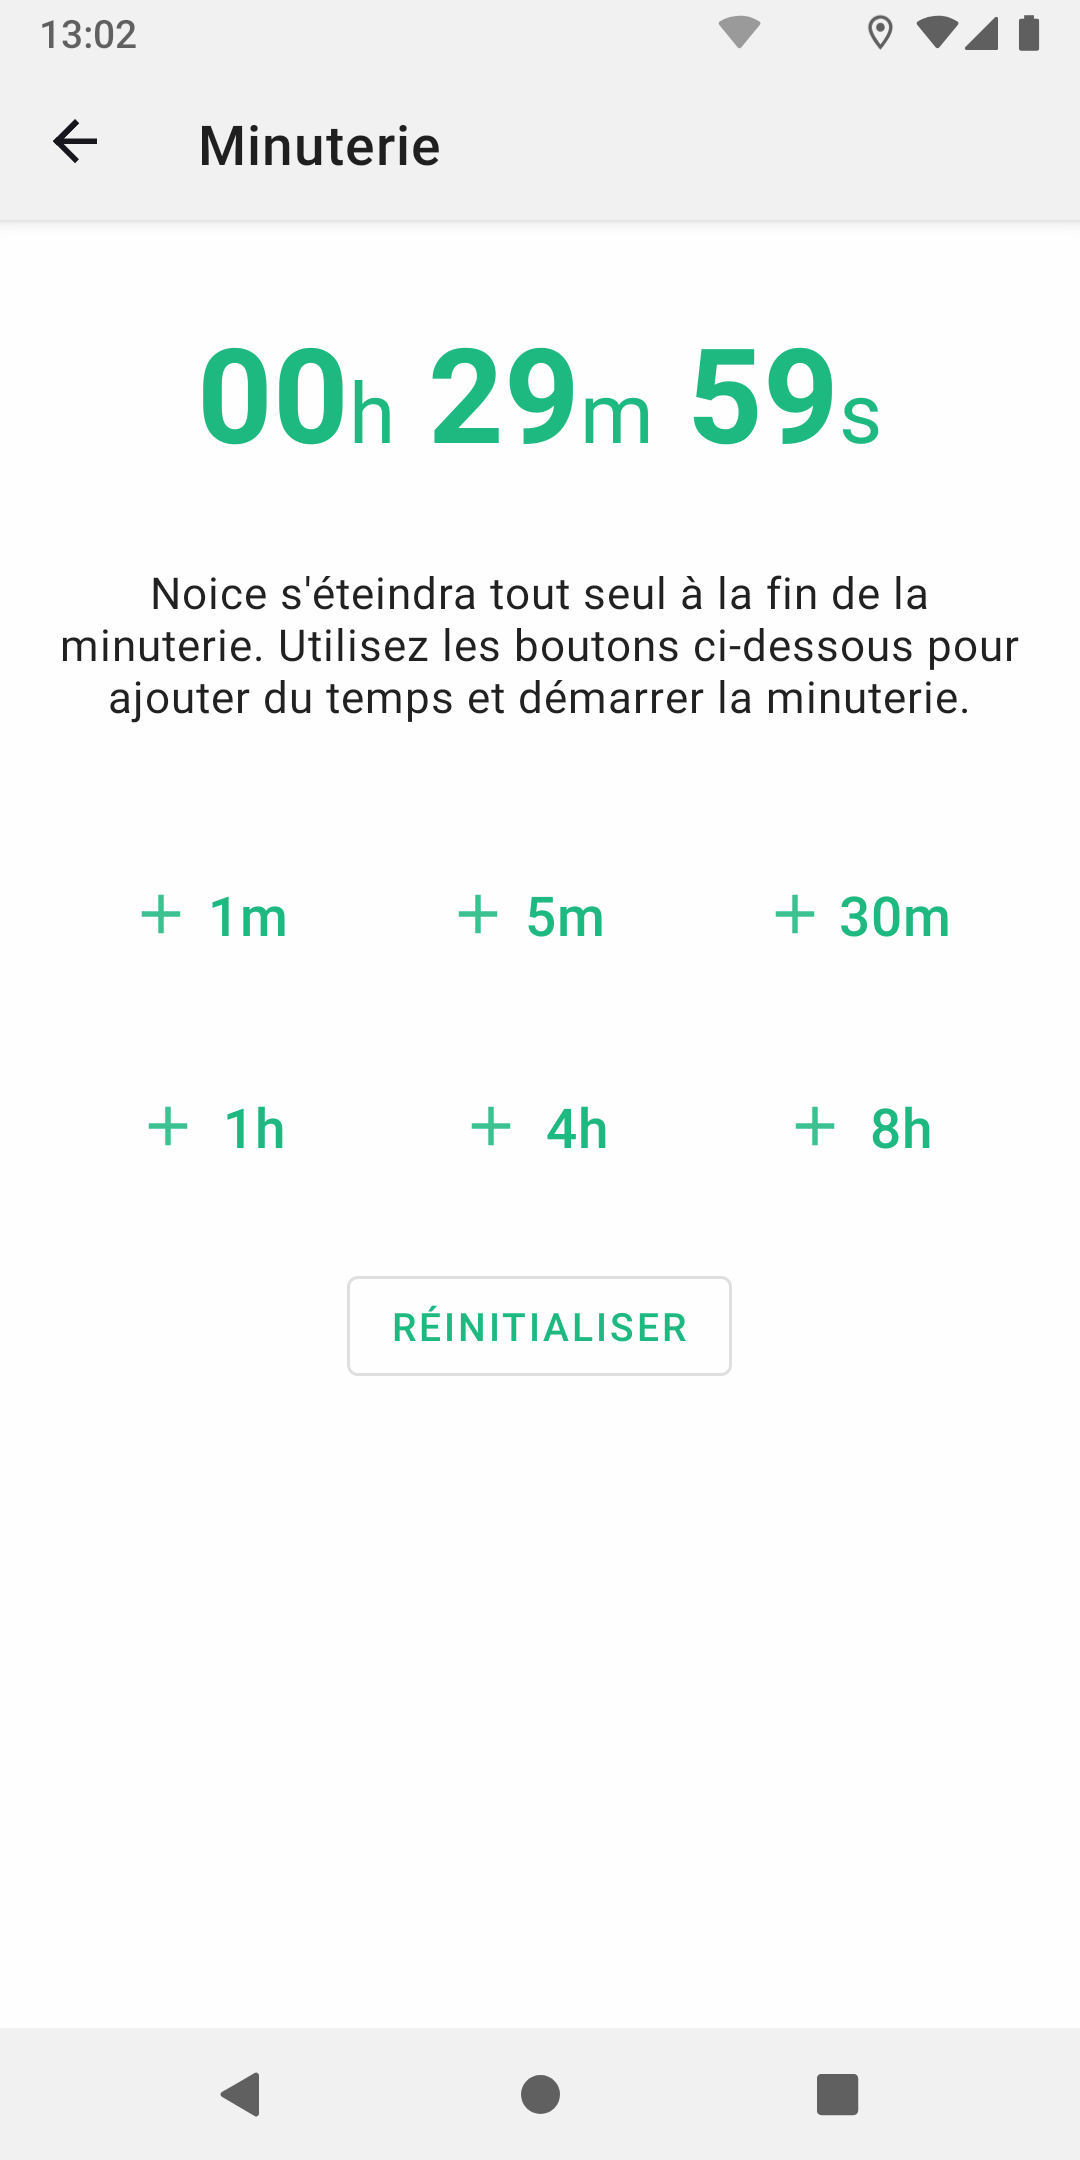 13:02
Minuterie
00h 29m 59s
Noice s'éteindra tout seul à la fin de la
minuterie. Utilisez les boutons ci-dessous pour
ajouter du temps et démarrer la minuterie.
+ 1m + 5m + 30m
+ 1h + 4h + 8h
RÉINITIALISER